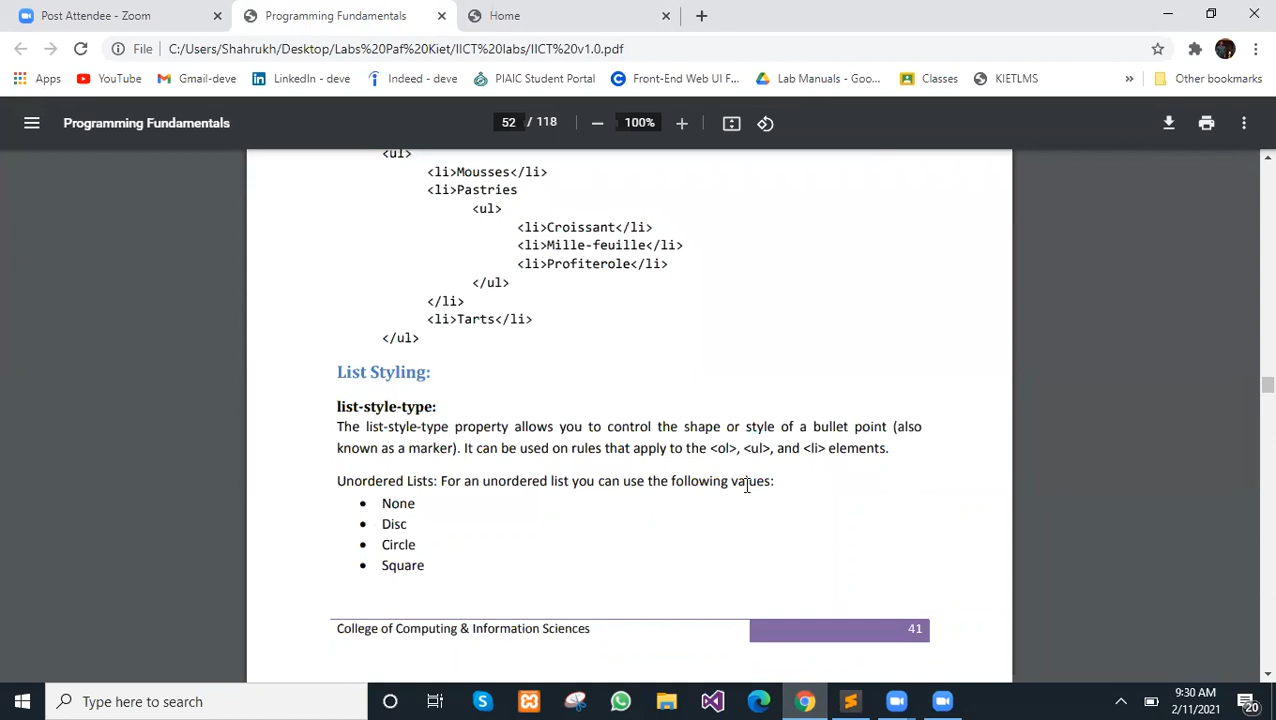 Post Attendee - Zoom
Programming Fundamentals
Home
File
C:/Users/Shahrukh/Desktop/Labs%20Paf%20Kiet/IICT%20labs/IICT%20v1.0.pdf
Apps
YouTube
Gmail-deve
LinkedIn - deve
Indeed - deve
PIAIC Student Portal
Front-End Web UI F...
Lab Manuals - Goo...
Classes
KIETLMS
»
Other bookmarks
Programming Fundamentals
52 / 118
100%
<ul>
<li>Mousses</li>
<li>Pastries
<ul>
<li>Croissant</li>
<li>Mille-feuille</li>
<li>Profiterole</li>
</ul>
</li>
<li>Tarts</li>
</ul>
List Styling:
list-style-type:
The list-style-type property allows you to control the shape or style of a bullet point (also
known as a marker). It can be used on rules that apply to the <ol>, <ul>, and <li> elements.
Unordered Lists: For an unordered list you can use the following values:
• None
• Disc
• Circle
• Square
College of Computing & Information Sciences 41
Type here to search
9:30 AM
2/11/2021
20